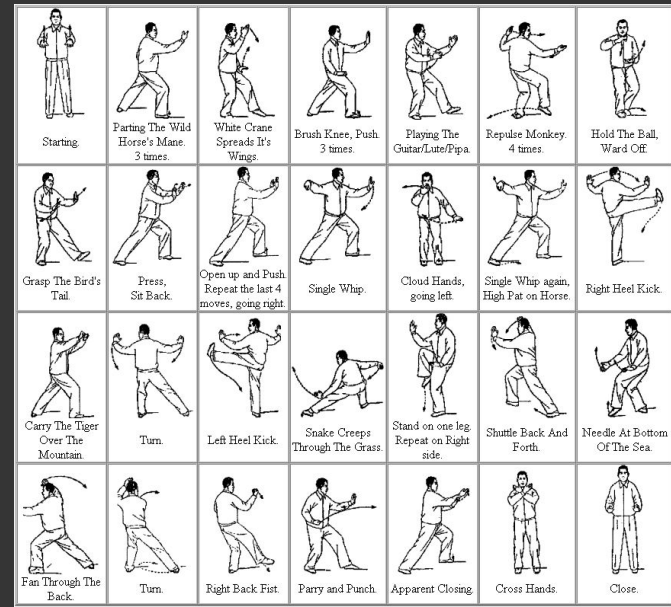 Starting.
Parting The Wild
Horse's Mane.
3 times.
White Crane
Spreads It's
Wings.
Brush Knee, Push.
3 times.
Playing The
Guitar/Lute/Pipa.
Repulse Monkey.
4 times.
Hold The Ball,
Ward Off.
Grasp The Bird's
Tail.
Press,
Sit Back.
Open up and Push.
Repeat the last 4
moves, going right.
Single Whip.
Cloud Hands,
going left.
Single Whip again,
High Pat on Horse.
Right Heel Kick.
Carry The Tiger
Over The
Mountain.
Turn.
Left Heel Kick.
Snake Creeps
Through The Grass.
Stand on one leg.
Repeat on Right
side.
Shuttle Back And
Forth.
Needle At Bottom
Of The Sea.
Fan Through The
Back.
Turn.
Right Back Fist.
Parry and Punch.
Apparent Closing.
Cross Hands.
Close.